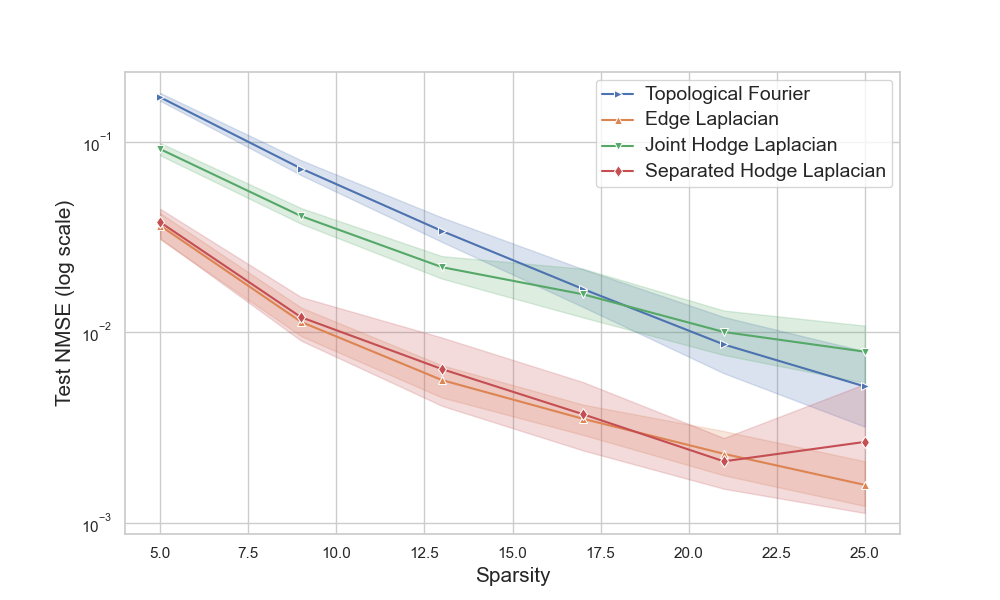 Topological Fourier
Edge Laplacian
Joint Hodge Laplacian
Separated Hodge Laplacian
Test NMSE (log scale)
10⁻¹
10⁻²
10⁻³
5.0 7.5 10.0 12.5 15.0 17.5 20.0 22.5 25.0
Sparsity